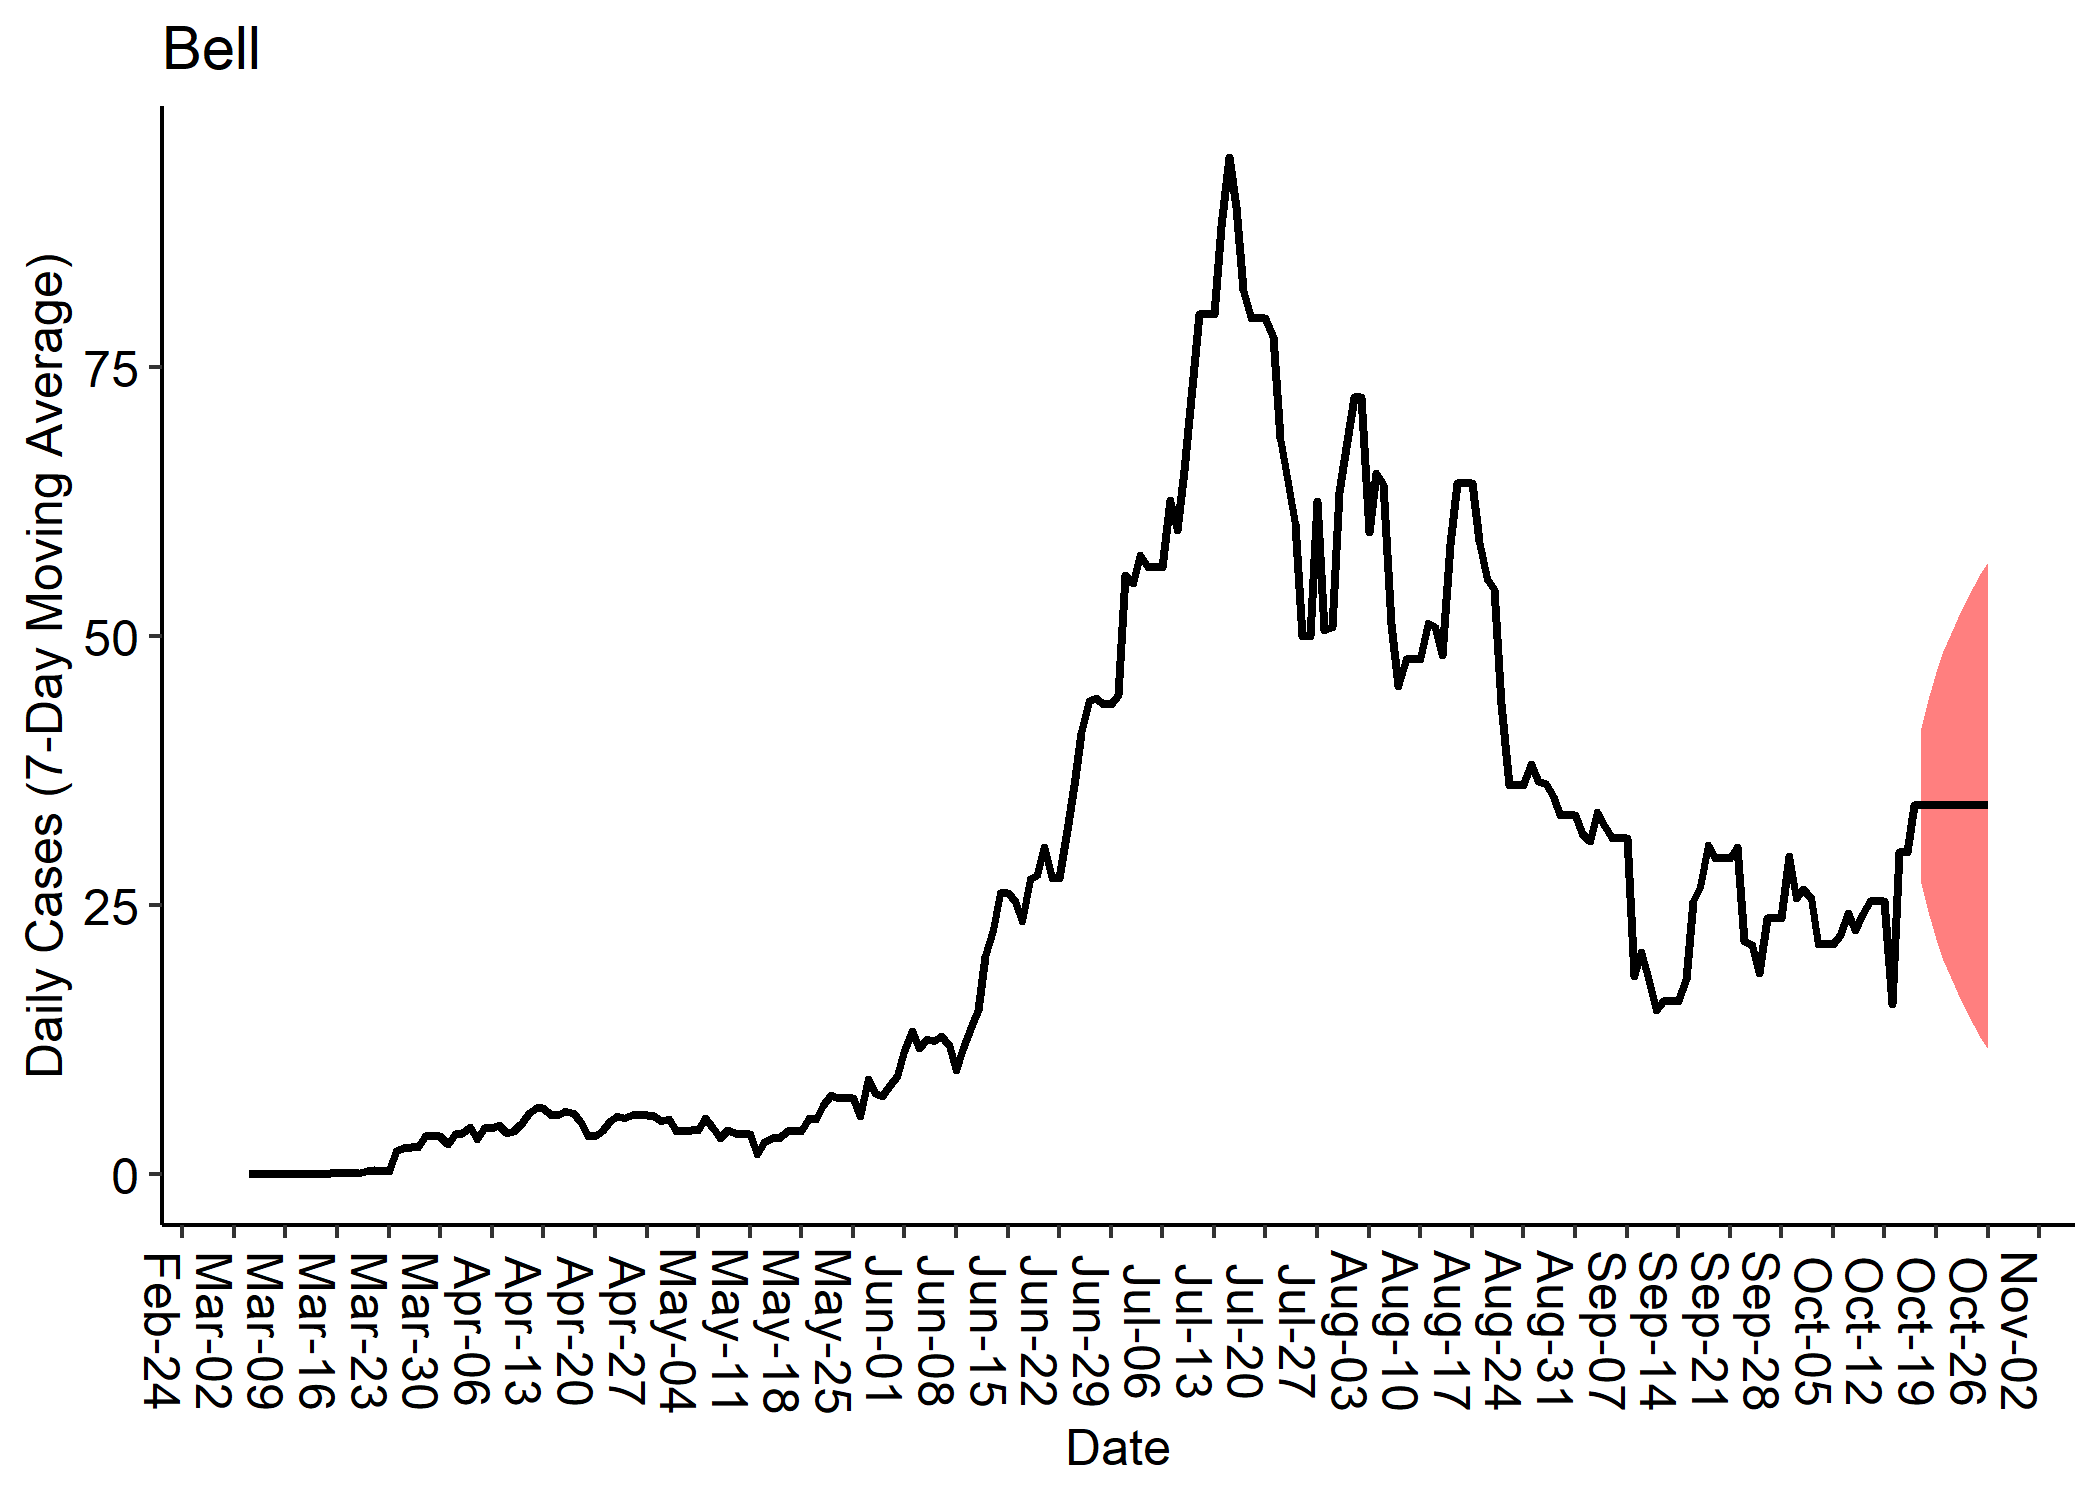 Bell
Daily Cases (7-Day Moving Average)
75
50
25
0
Feb-24
Mar-02
Mar-09
Mar-16
Mar-23
Mar-30
Apr-06
Apr-13
Apr-20
Apr-27
May-04
May-11
May-18
May-25
Jun-01
Jun-08
Jun-15
Jun-22
Jun-29
Jul-06
Jul-13
Jul-20
Jul-27
Aug-03
Aug-10
Aug-17
Aug-24
Aug-31
Sep-07
Sep-14
Sep-21
Sep-28
Oct-05
Oct-12
Oct-19
Oct-26
Nov-02
Date